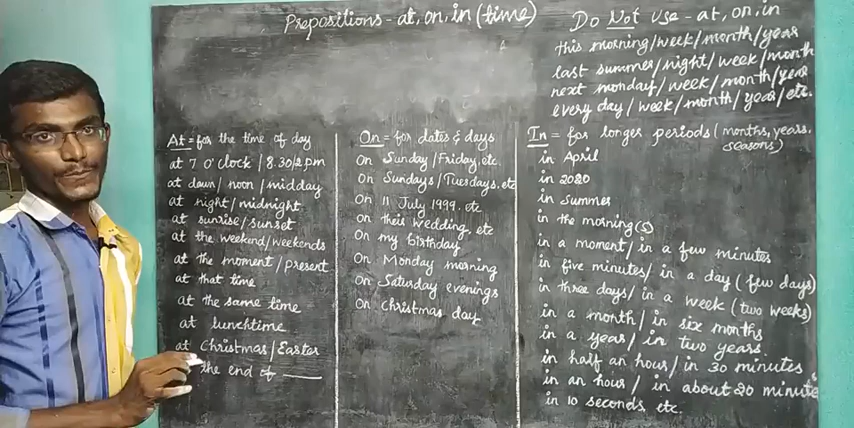 Prepositions - at, on, in (time)
Do Not use - at, on, in
this morning/week/month/year
last summer/night/week/month
next monday/week/month/year
every day/week/month/year/etc.
At = for the time of day
at 7 O'clock / 8.30/2pm
at dawn/noon/midday
at night/midnight
at sunrise/sunset
at the weekend/weekends
at the moment/present
at that time
at the same time
at lunchtime
at Christmas/Easter
the end of ____
On = for dates & days
On Sunday/Friday, etc.
On Sundays/Tuesdays, etc
On 11 July 1999, etc
on their wedding, etc
On my birthday
On Monday morning
On Saturday evenings
On christmas day
In = for longer periods (months, years,
seasons)
in April
in 2020
in Summer
in the morning(s)
in a moment/in a few minutes
in five minutes/in a day (few days)
in three days/in a week (two weeks)
in a month/in six months
in a year/in two years.
in half an hour/in 30 minutes
in an hour/in about 20 minute
in 10 seconds, etc.